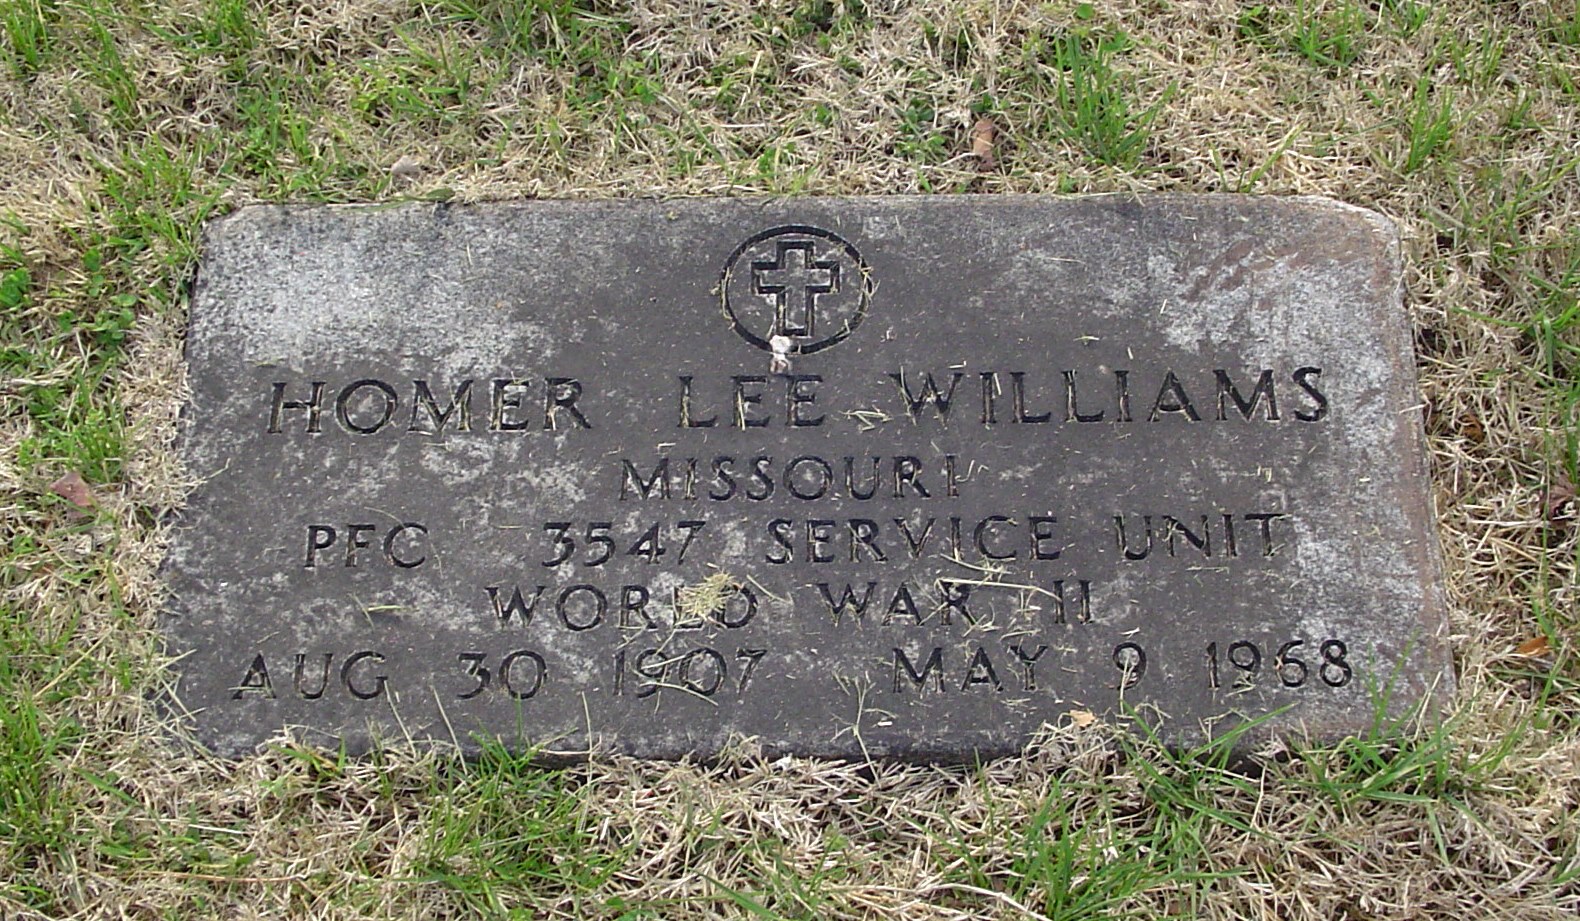 HOMER LEE WILLIAMS
MISSOURI
PFC 3547 SERVICE UNIT
WORLD WAR II
AUG 30 1907 MAY 9 1968